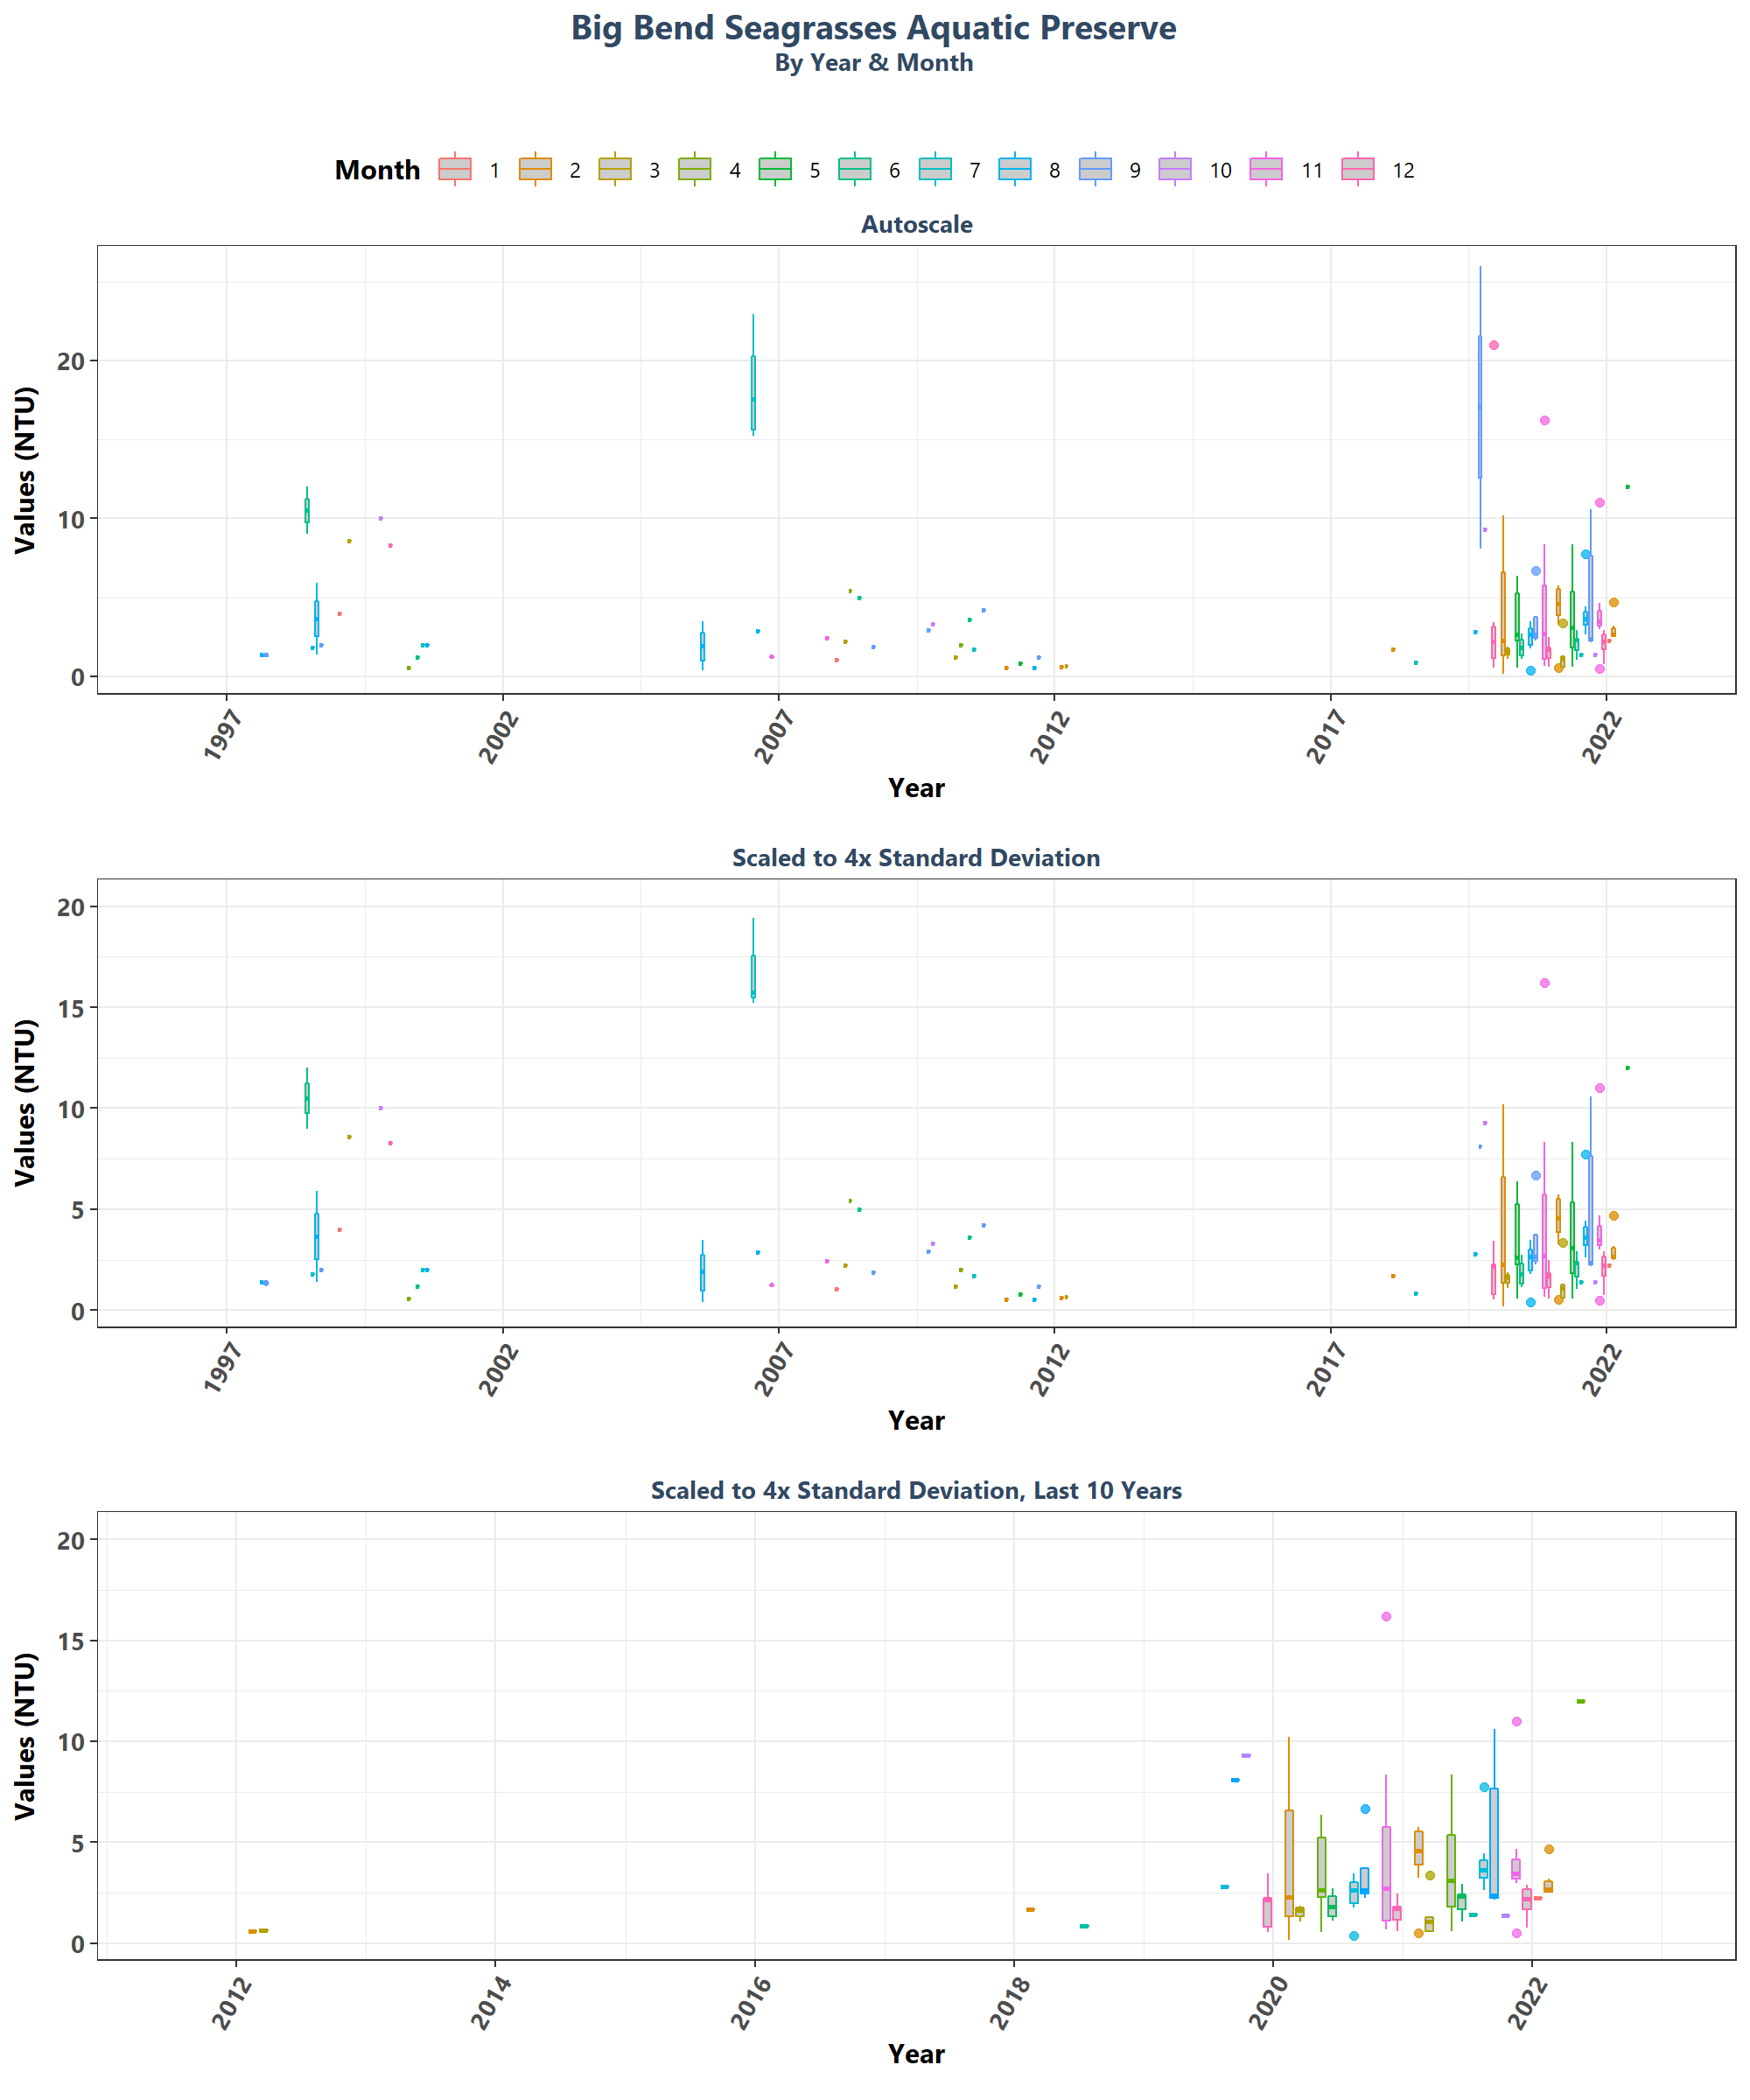 Big Bend Seagrasses Aquatic Preserve
By Year & Month
Month 1 2 3 4 5 6 7 8 9 10 11 12
Autoscale
Values (NTU)
20
10
0
1997 2002 2007 2012 2017 2022
Year
Scaled to 4x Standard Deviation
Values (NTU)
20
15
10
5
0
1997 2002 2007 2012 2017 2022
Year
Scaled to 4x Standard Deviation, Last 10 Years
Values (NTU)
20
15
10
5
0
2012 2014 2016 2018 2020 2022
Year